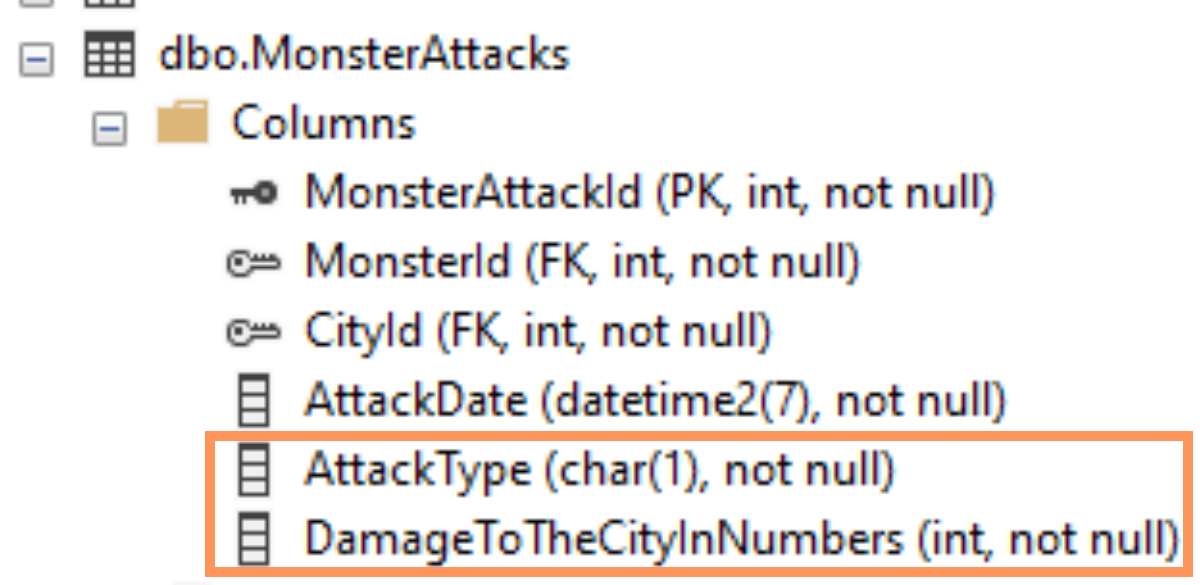 dbo.MonsterAttacks
Columns
MonsterAttackId (PK, int, not null)
MonsterId (FK, int, not null)
CityId (FK, int, not null)
AttackDate (datetime2(7), not null)
AttackType (char(1), not null)
DamageToTheCityInNumbers (int, not null)